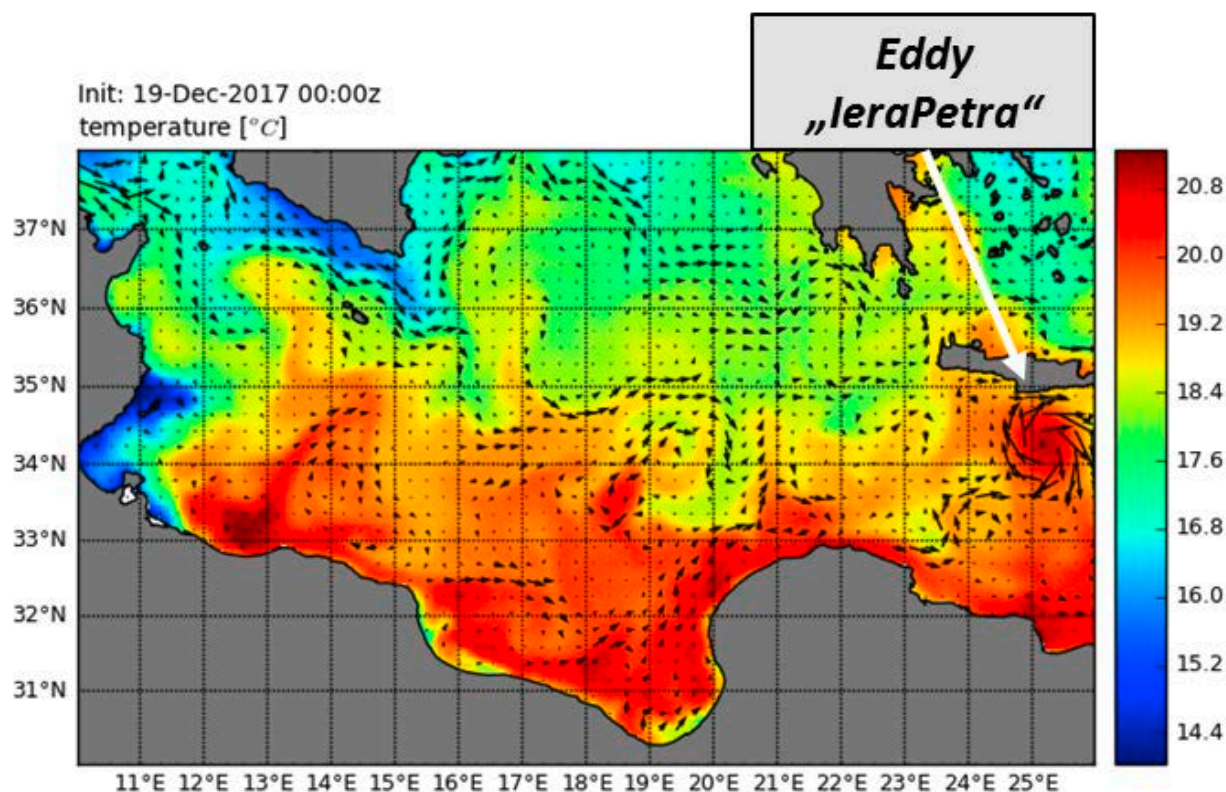 Eddy
„IeraPetra“
Init: 19-Dec-2017 00:00z
temperature [°C]
37°N
36°N
35°N
34°N
33°N
32°N
31°N
11°E 12°E 13°E 14°E 15°E 16°E 17°E 18°E 19°E 20°E 21°E 22°E 23°E 24°E 25°E
20.8
20.0
19.2
18.4
17.6
16.8
16.0
15.2
14.4